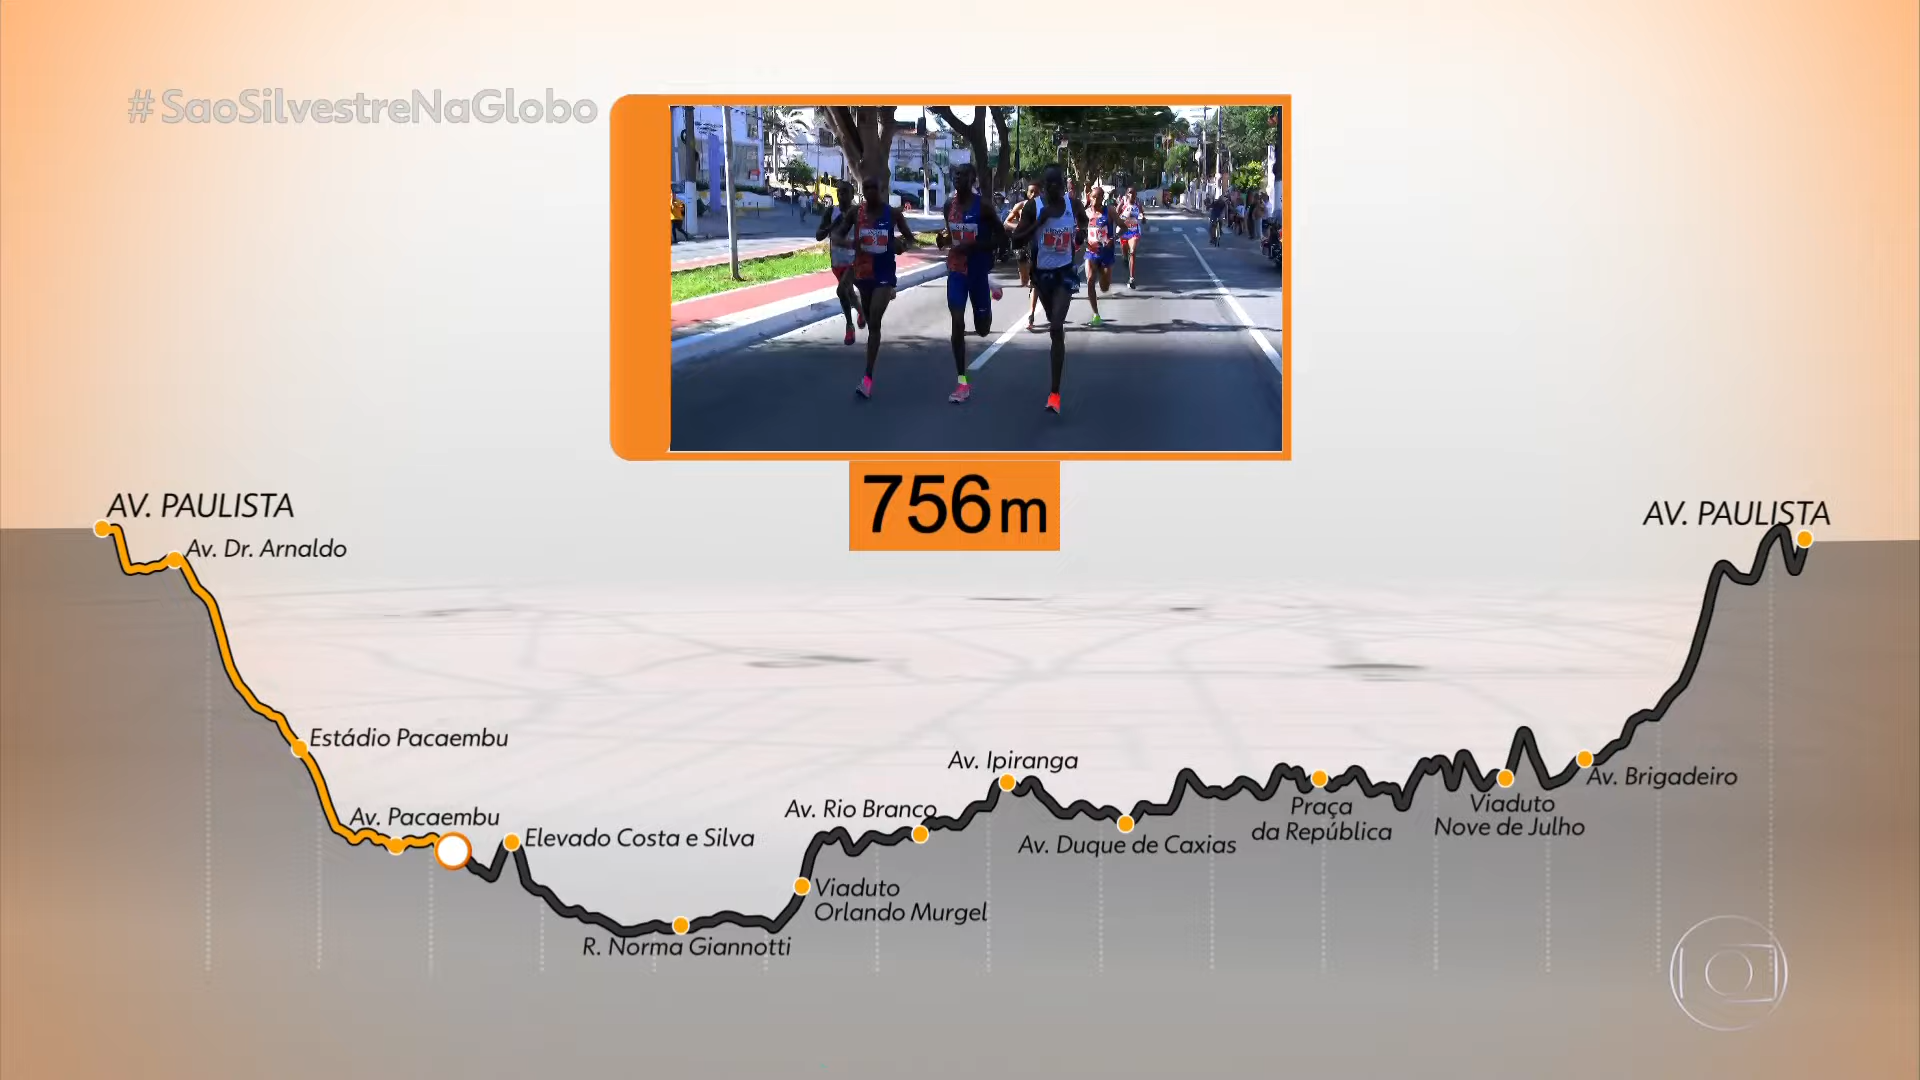 #SaoSilvestreNaGlobo
756m
AV. PAULISTA
AV. PAULISTA
Av. Dr. Arnaldo
Estádio Pacaembu
Av. Pacaembu
Elevado Costa e Silva
R. Norma Giannotti
Viaduto
Orlando Murgel
Av. Rio Branco
Av. Ipiranga
Av. Duque de Caxias
Praça
da República
Viaduto
Nove de Julho
Av. Brigadeiro